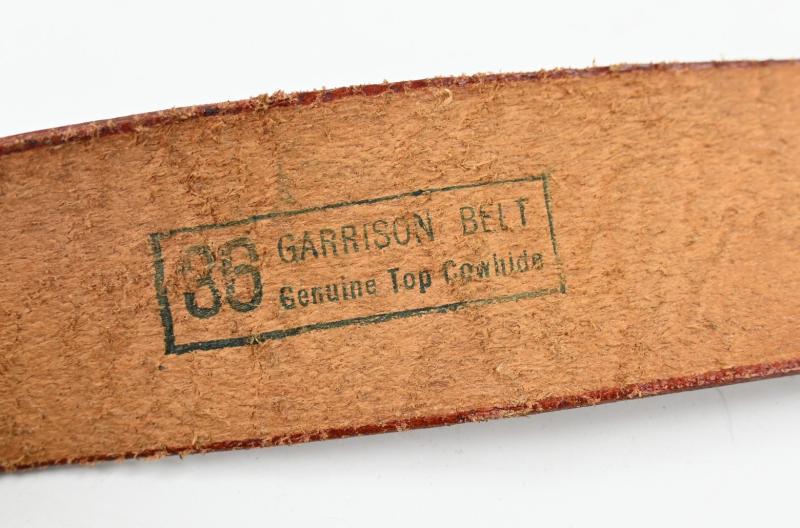 36
GARRISON BELT
Genuine Top Cowhide